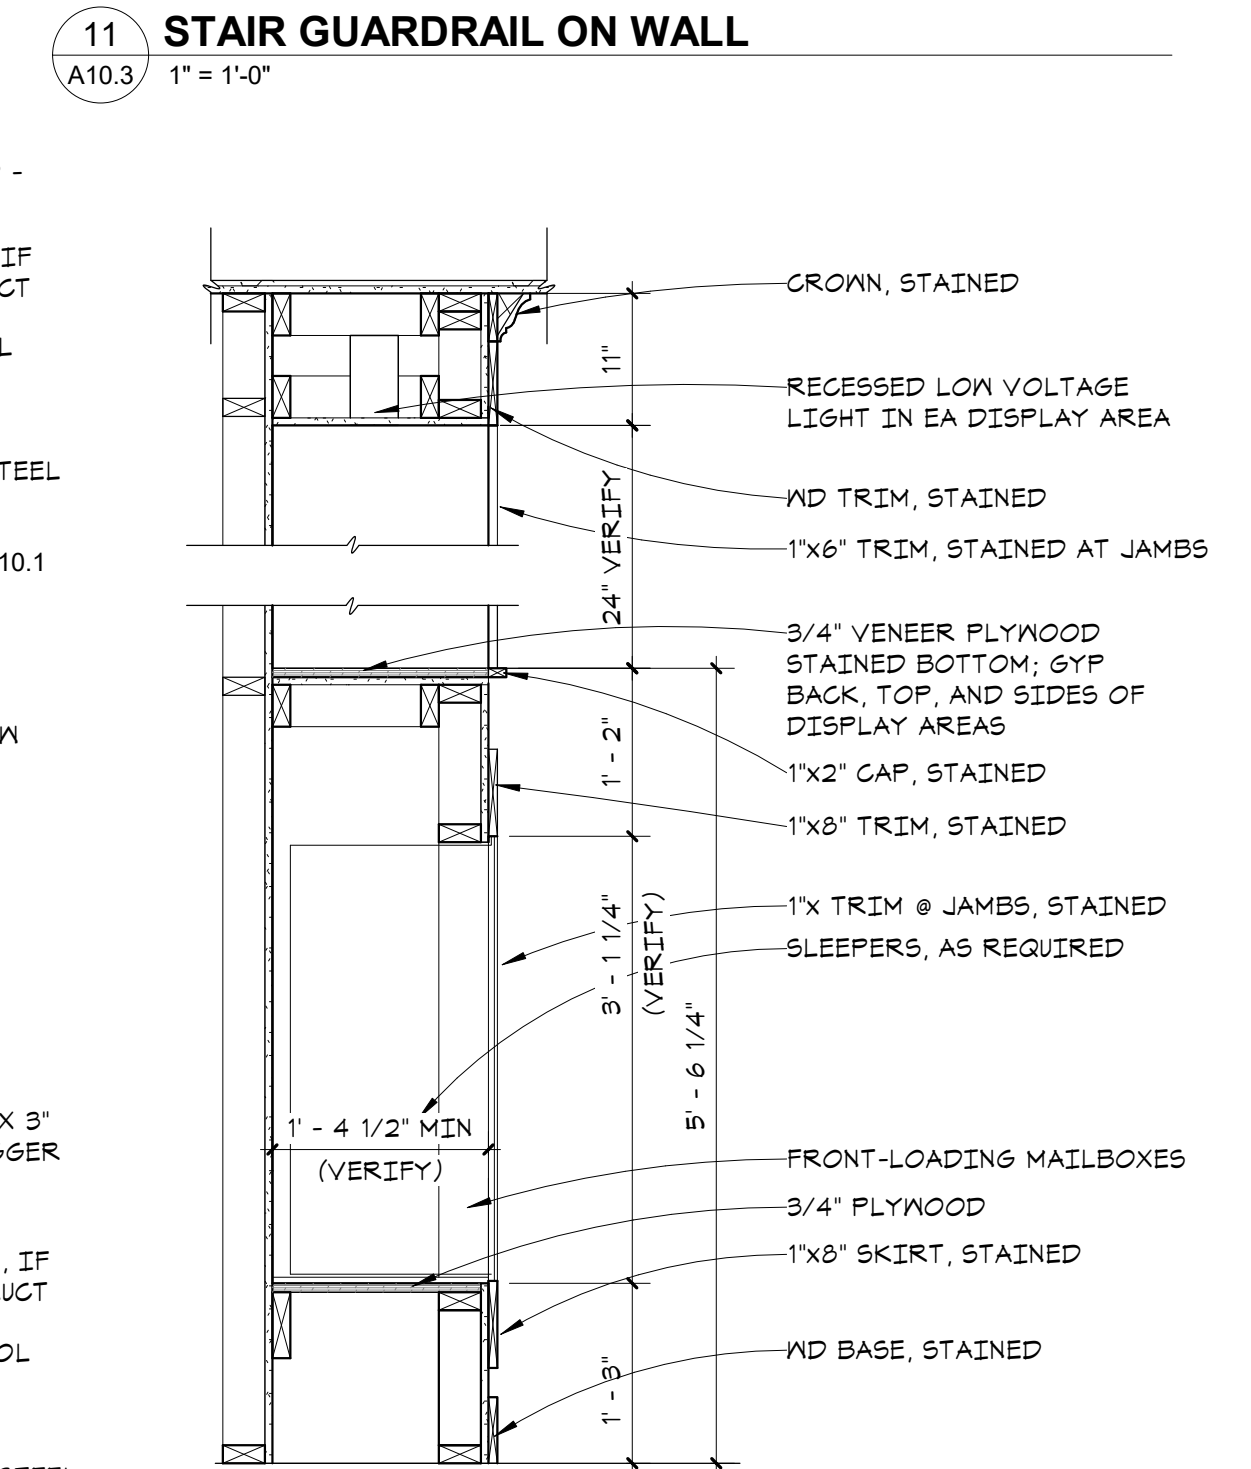 11 STAIR GUARDRAIL ON WALL
A10.3 1" = 1'-0"
-
IF
CT
L
TEEL
10.1
W
X 3"
GGER
, IF
UCT
OL
CROWN, STAINED
RECESSED LOW VOLTAGE
LIGHT IN EA DISPLAY AREA
WD TRIM, STAINED
1"x6" TRIM, STAINED AT JAMBS
3/4" VENEER PLYWOOD
STAINED BOTTOM; GYP
BACK, TOP, AND SIDES OF
DISPLAY AREAS
1"x2" CAP, STAINED
1"x8" TRIM, STAINED
1"x TRIM @ JAMBS, STAINED
SLEEPERS, AS REQUIRED
FRONT-LOADING MAILBOXES
3/4" PLYWOOD
1"x8" SKIRT, STAINED
WD BASE, STAINED
11"
24" VERIFY
1' - 2"
3' - 1 1/4"
(VERIFY)
5' - 6 1/4"
1' - 3"
1' - 4 1/2" MIN
(VERIFY)